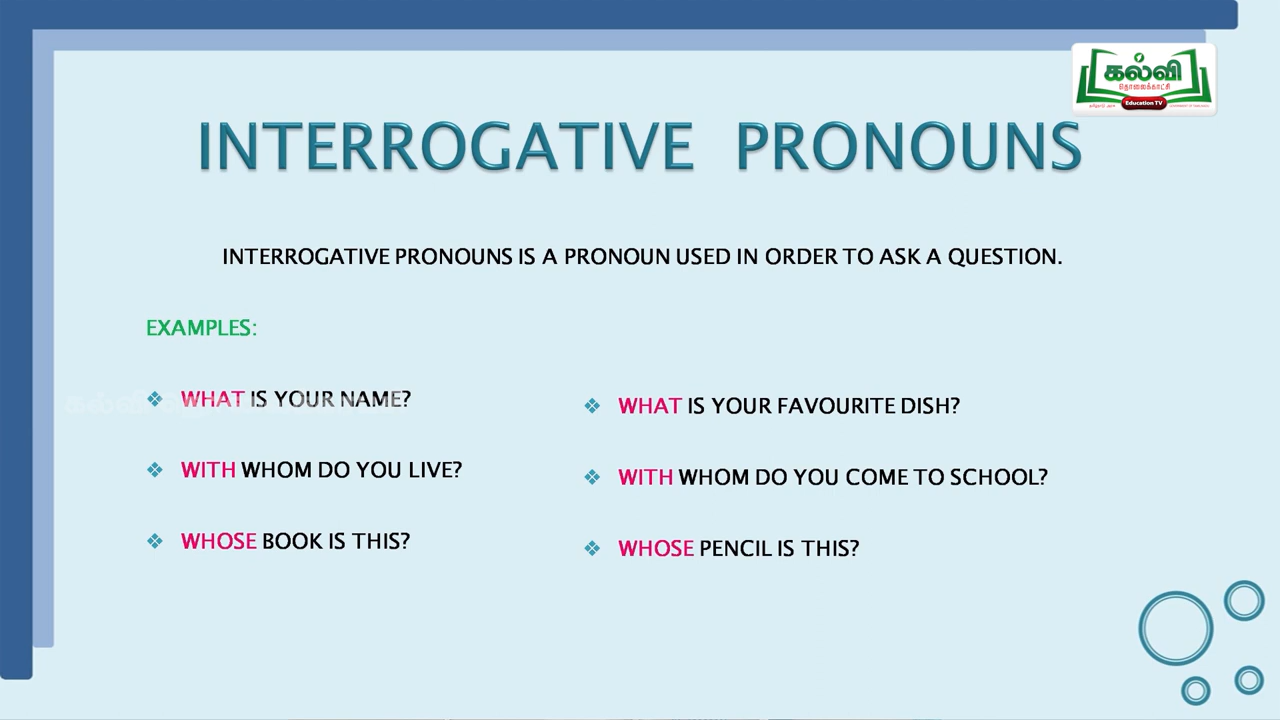 கல்வி
தொலைக்காட்சி
Education TV
INTERROGATIVE PRONOUNS
INTERROGATIVE PRONOUNS IS A PRONOUN USED IN ORDER TO ASK A QUESTION.
EXAMPLES:
WHAT IS YOUR NAME?
WITH WHOM DO YOU LIVE?
WHOSE BOOK IS THIS?
WHAT IS YOUR FAVOURITE DISH?
WITH WHOM DO YOU COME TO SCHOOL?
WHOSE PENCIL IS THIS?